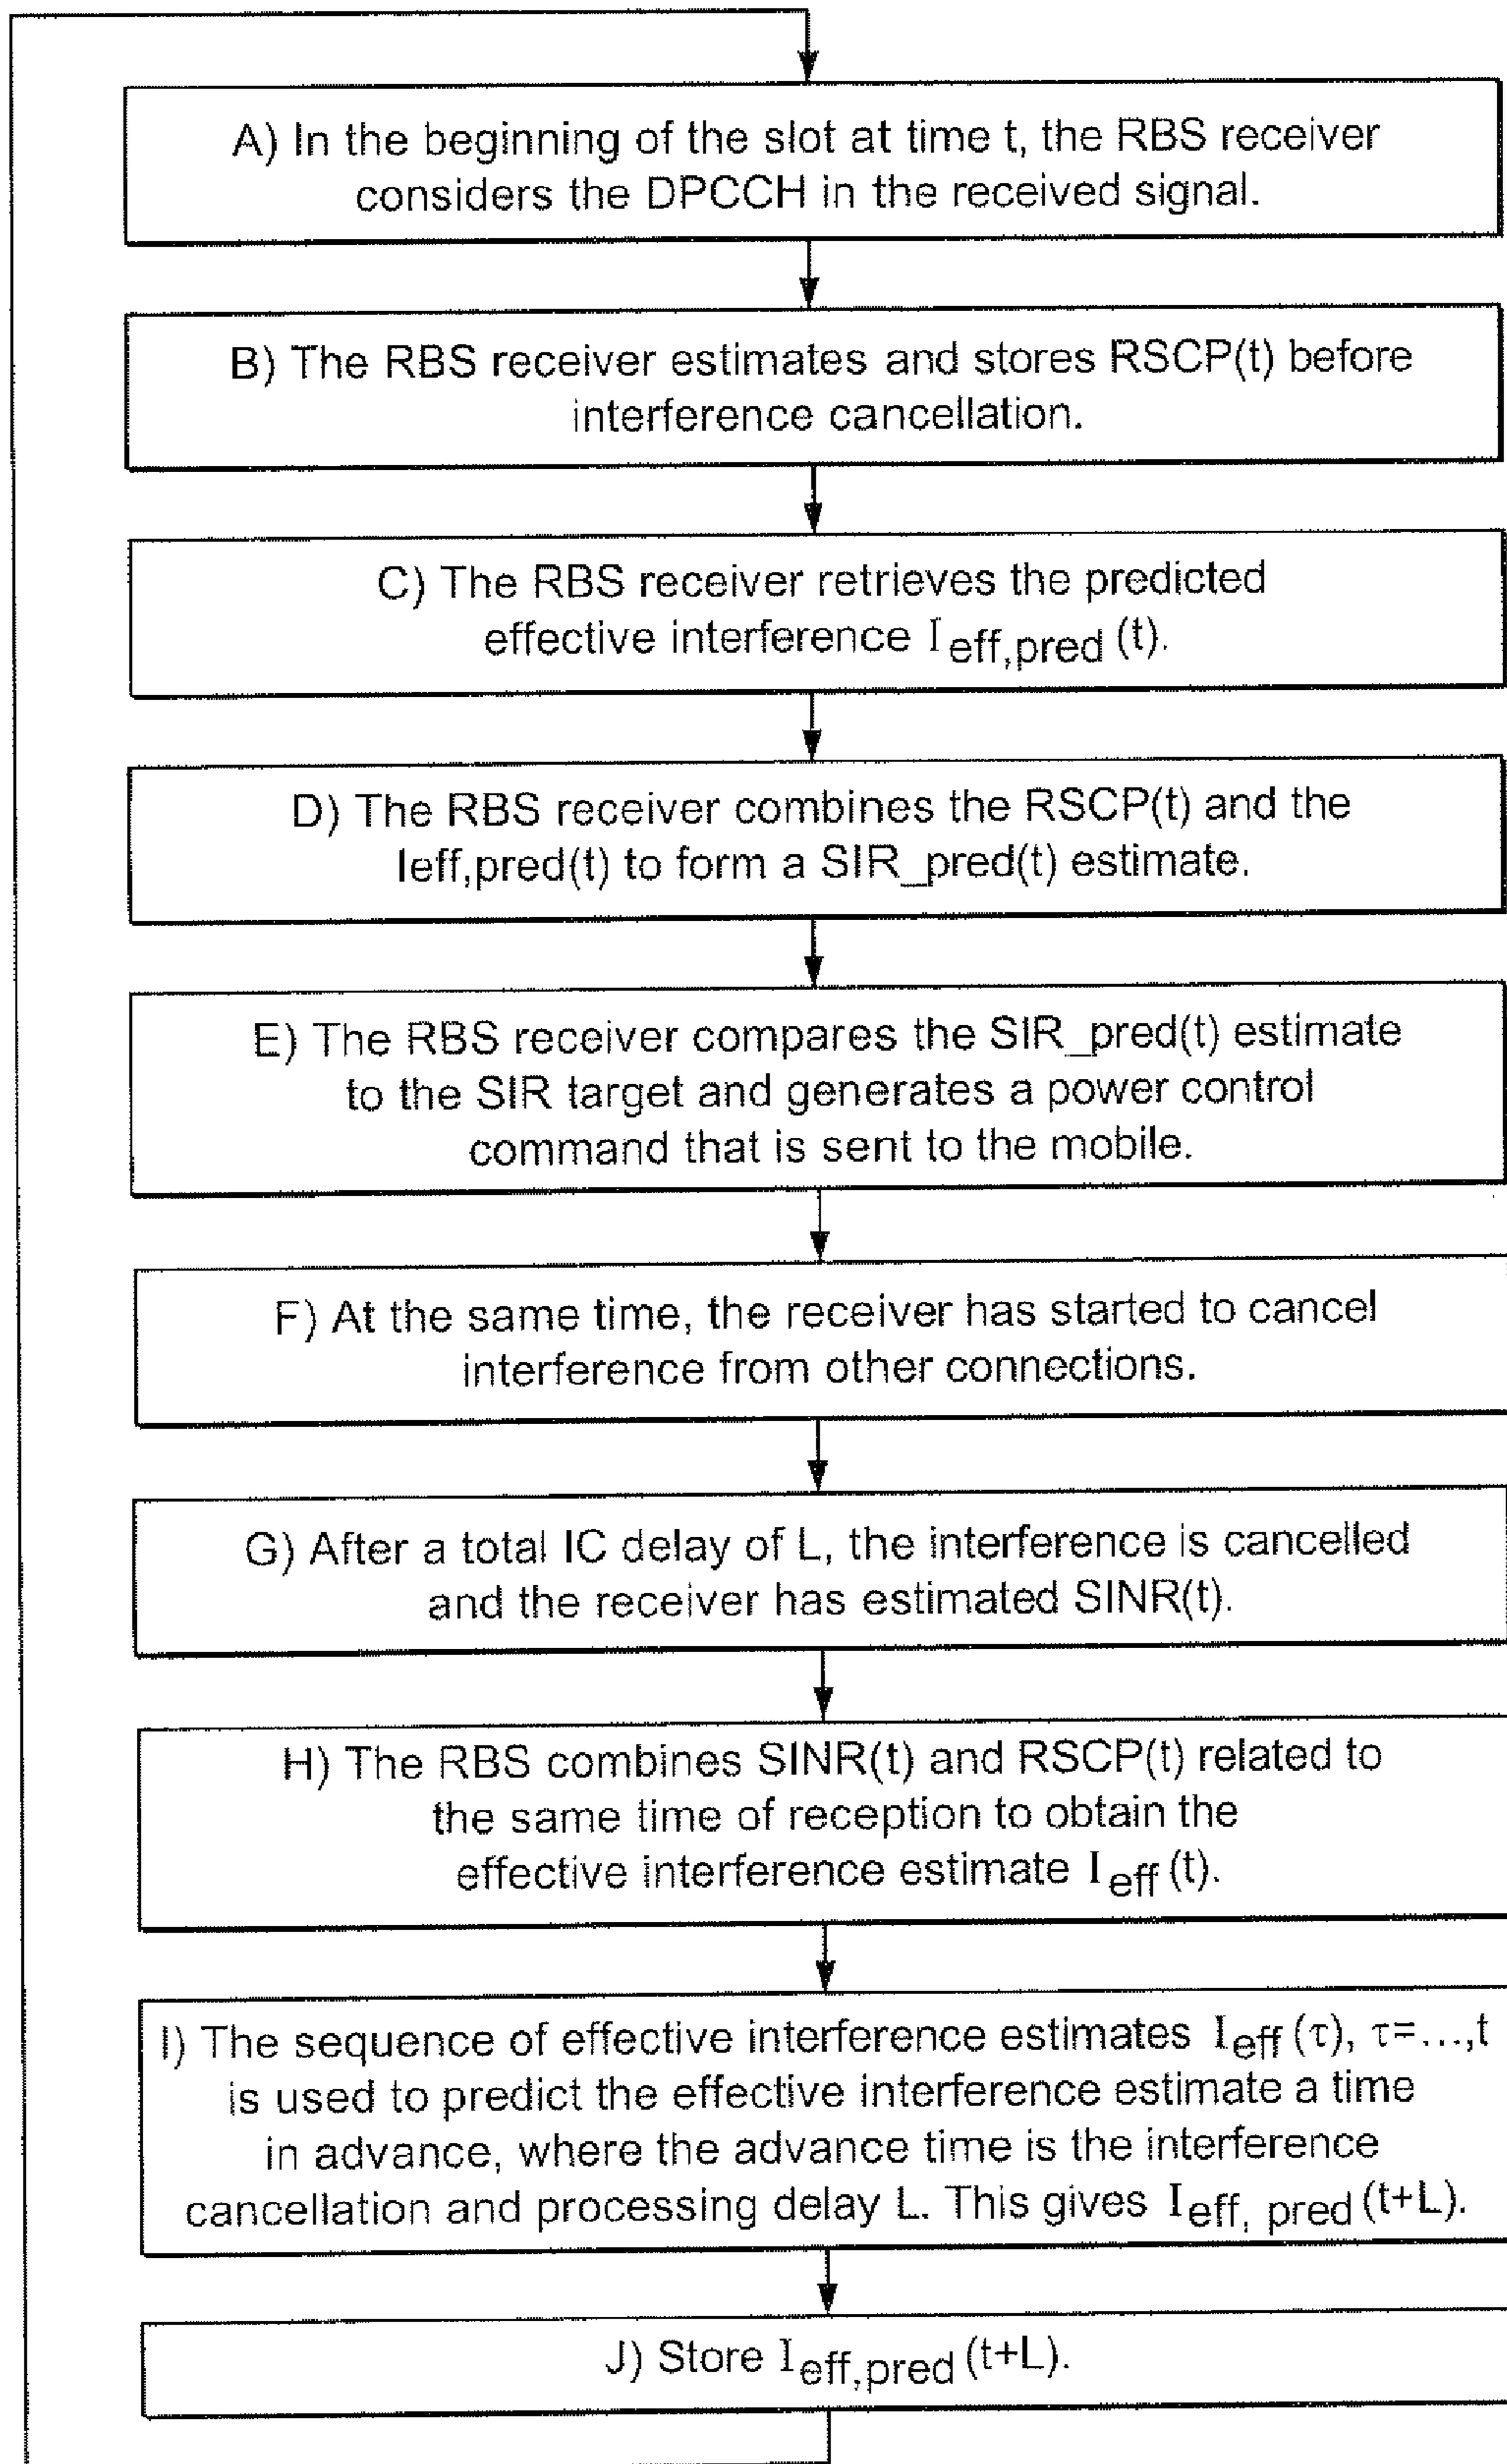 A) In the beginning of the slot at time t, the RBS receiver
considers the DPCCH in the received signal.
B) The RBS receiver estimates and stores RSCP(t) before
interference cancellation.
C) The RBS receiver retrieves the predicted
effective interference I eff,pred (t).
D) The RBS receiver combines the RSCP(t) and the
Ieff,pred(t) to form a SIR_pred(t) estimate.
E) The RBS receiver compares the SIR_pred(t) estimate
to the SIR target and generates a power control
command that is sent to the mobile.
F) At the same time, the receiver has started to cancel
interference from other connections.
G) After a total IC delay of L, the interference is cancelled
and the receiver has estimated SINR(t).
H) The RBS combines SINR(t) and RSCP(t) related to
the same time of reception to obtain the
effective interference estimate I eff (t).
I) The sequence of effective interference estimates I eff (τ), τ=...,t
is used to predict the effective interference estimate a time
in advance, where the advance time is the interference
cancellation and processing delay L. This gives I eff, pred (t+L).
J) Store I eff,pred (t+L).